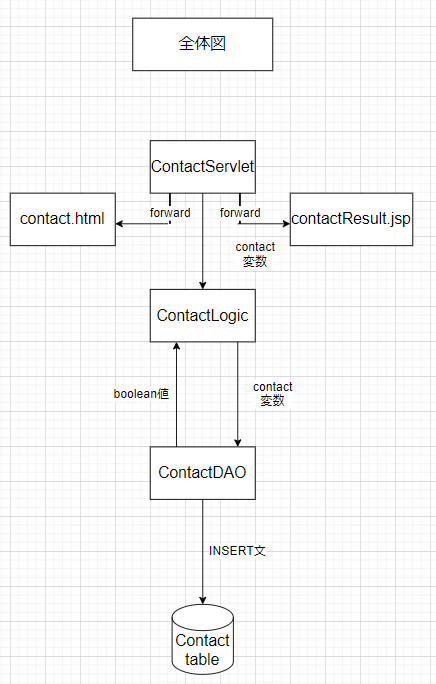 全体図
ContactServlet
forward
forward
contact.html
contactResult.jsp
contact
変数
ContactLogic
boolean値
contact
変数
ContactDAO
INSERT文
Contact
table